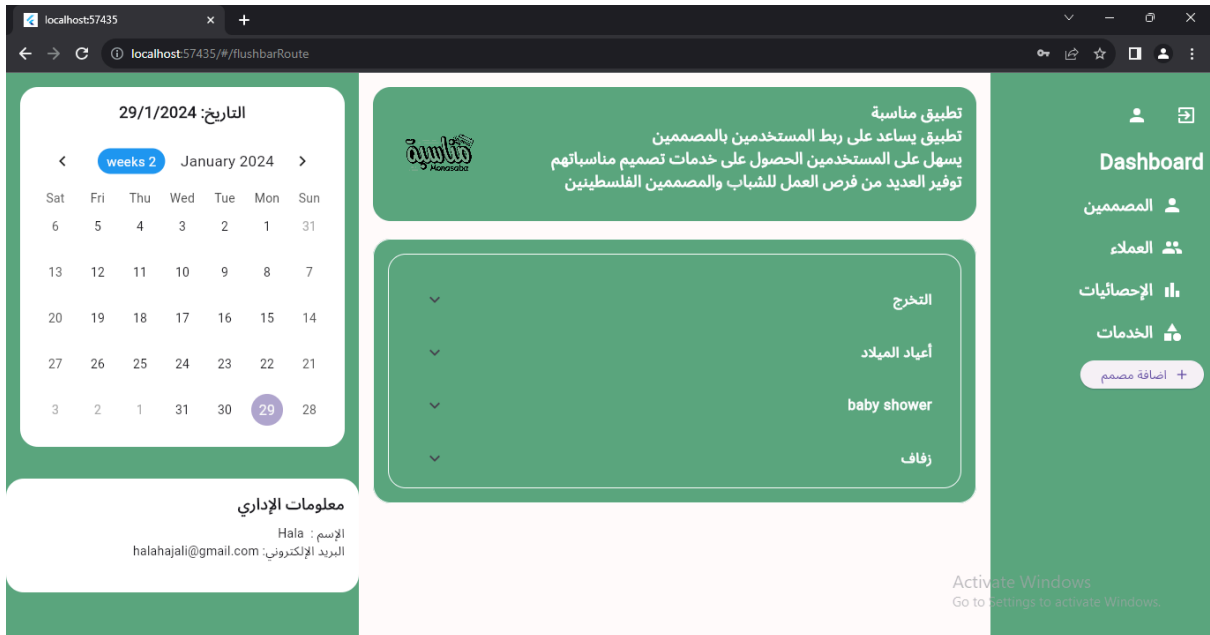 localhost:57435
localhost:57435/#/flushbarRoute
Dashboard
المصممين
العملاء
الإحصائيات
الخدمات
+ اضافة مصمم
تطبيق مناسبة
تطبيق يساعد على ربط المستخدمين بالمصممين
يسهل على المستخدمين الحصول على خدمات تصميم مناسباتهم
توفير العديد من فرص العمل للشباب والمصممين الفلسطينين
مناسبة
Monasaba
التخرج
أعياد الميلاد
baby shower
زفاف
التاريخ: 29/1/2024
weeks 2 January 2024
Sat Fri Thu Wed Tue Mon Sun
6 5 4 3 2 1 31
13 12 11 10 9 8 7
20 19 18 17 16 15 14
27 26 25 24 23 22 21
3 2 1 31 30 29 28
معلومات الإداري
الإسم : Hala
البريد الإلكتروني: halahajali@gmail.com
Activate Windows
Go to Settings to activate Windows.